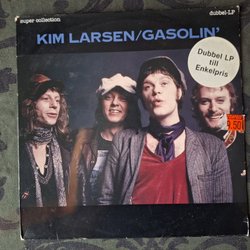 super collection
dubbel-LP
KIM LARSEN/GASOLIN'
Dubbel LP
till
Enkelpris